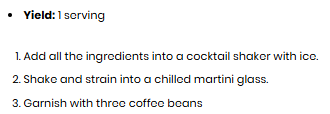 • Yield: 1 serving
1. Add all the ingredients into a cocktail shaker with ice.
2. Shake and strain into a chilled martini glass.
3. Garnish with three coffee beans